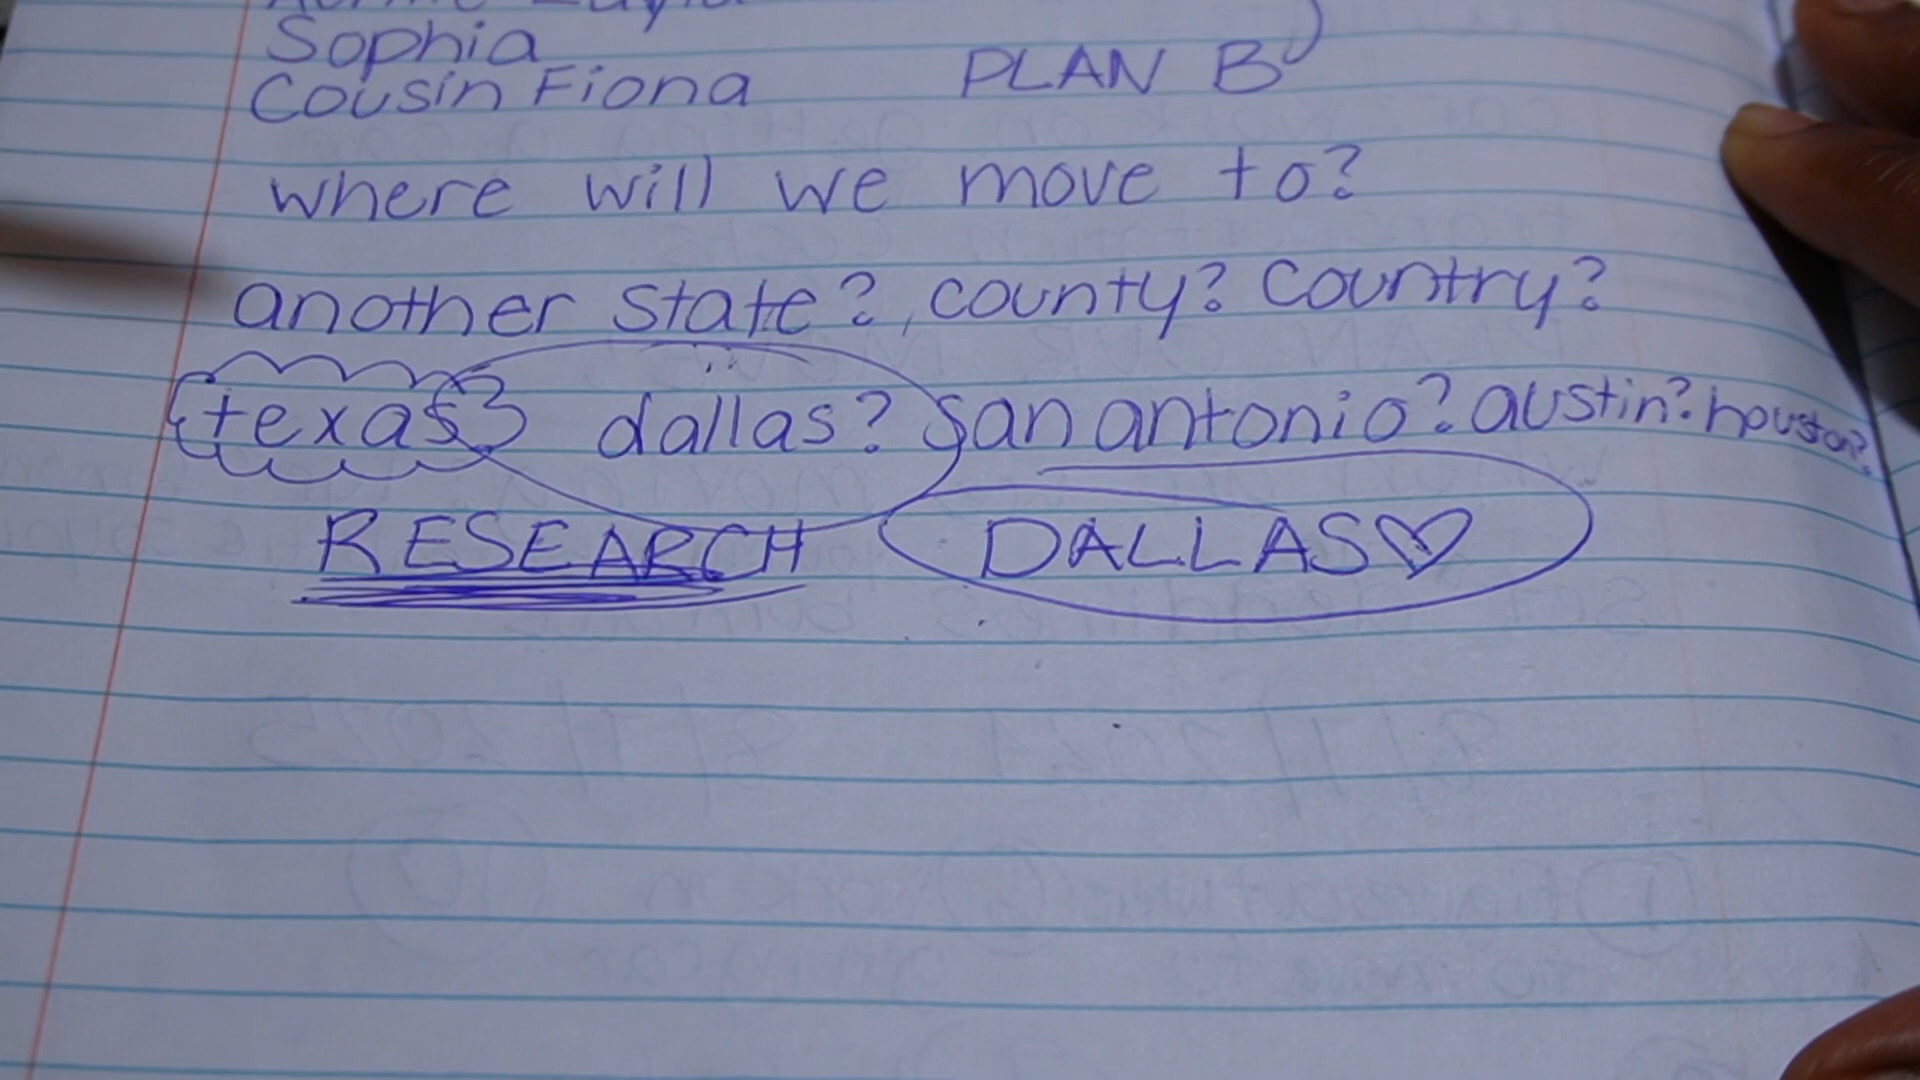 Sophia
Cousin Fiona PLAN B
where will we move to?
another state?, county? Country?
texas? dallas? San antonio? austin? houston?
RESEARCH DALLAS♡